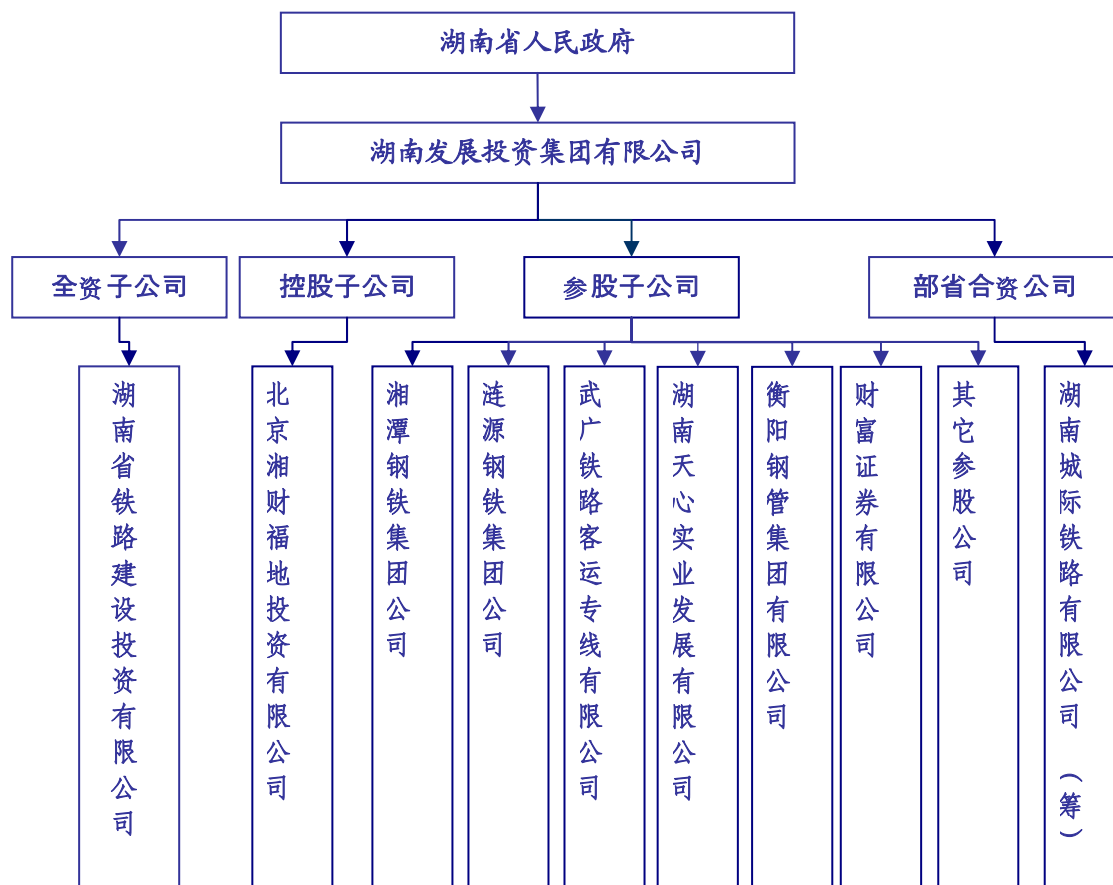 湖南省人民政府
湖南发展投资集团有限公司
全资子公司
控股子公司
参股子公司
部省合资公司
湖南省铁路建设投资有限公司
北京湘财福地投资有限公司
湘潭钢铁集团公司
涟源钢铁集团公司
武广铁路客运专线有限公司
湖南天心实业发展有限公司
衡阳钢管集团有限公司
财富证券有限公司
其它参股公司
湖南城际铁路有限公司（筹）